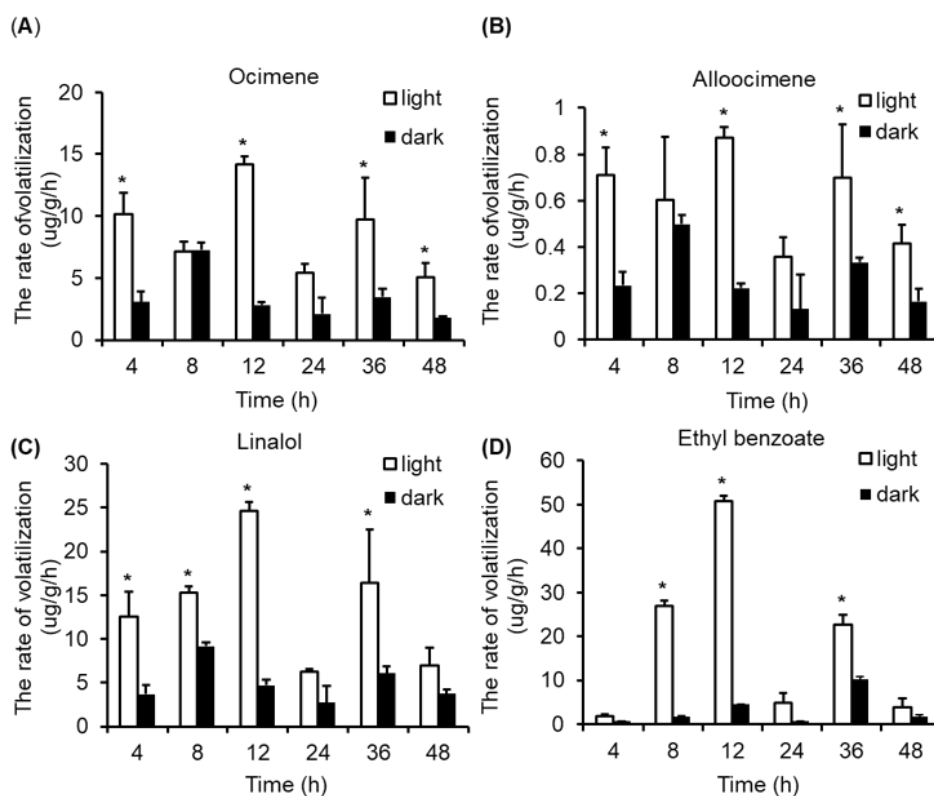 (A)
Ocimene
The rate ofvolatilization
(ug/g/h)
20
15
10
5
0
light
dark
* * * *
4 8 12 24 36 48
Time (h)
(B)
Alloocimene
The rate of volatilization
(ug/g/h)
1
0.8
0.6
0.4
0.2
0
light
dark
* * * *
4 8 12 24 36 48
Time (h)
(C)
Linalol
The rate of volatilization
(ug/g/h)
30
25
20
15
10
5
0
light
dark
* * * *
4 8 12 24 36 48
Time (h)
(D)
Ethyl benzoate
The rate of volatilization
(ug/g/h)
60
50
40
30
20
10
0
light
dark
* * *
4 8 12 24 36 48
Time (h)